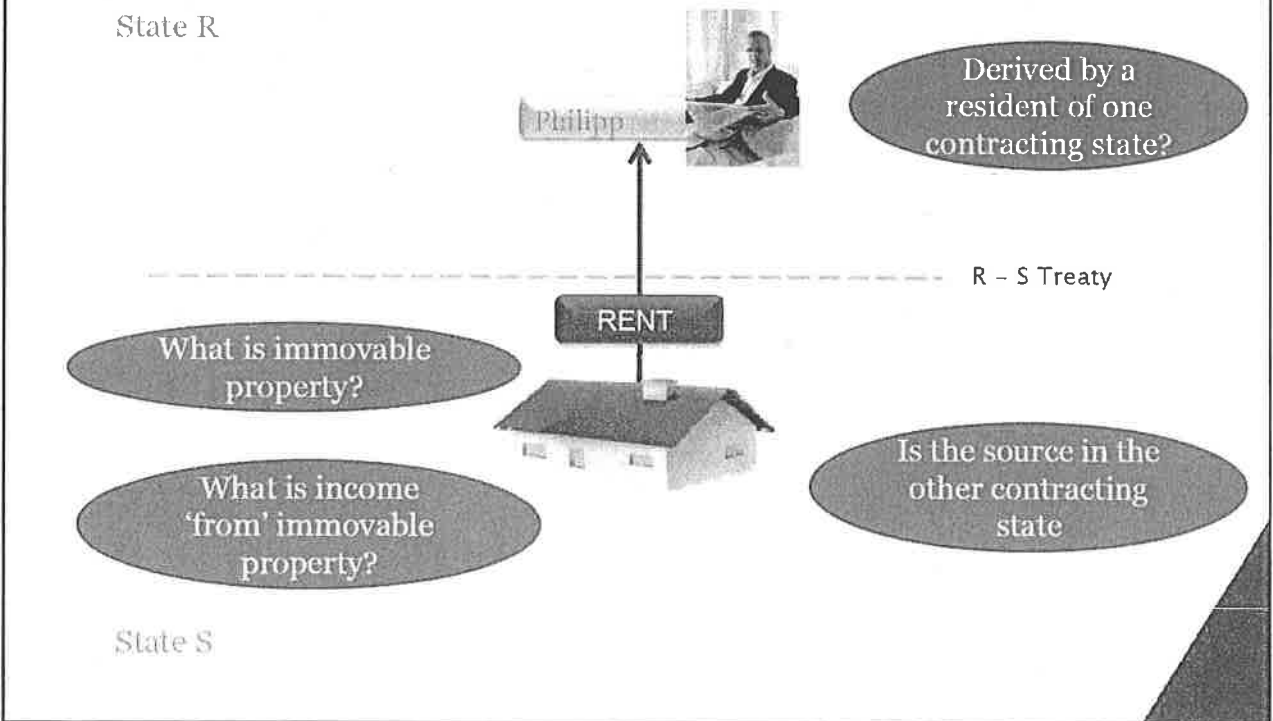 State R
Philipp
Derived by a
resident of one
contracting state?
R – S Treaty
RENT
What is immovable
property?
Is the source in the
other contracting
state
What is income
‘from’ immovable
property?
State S